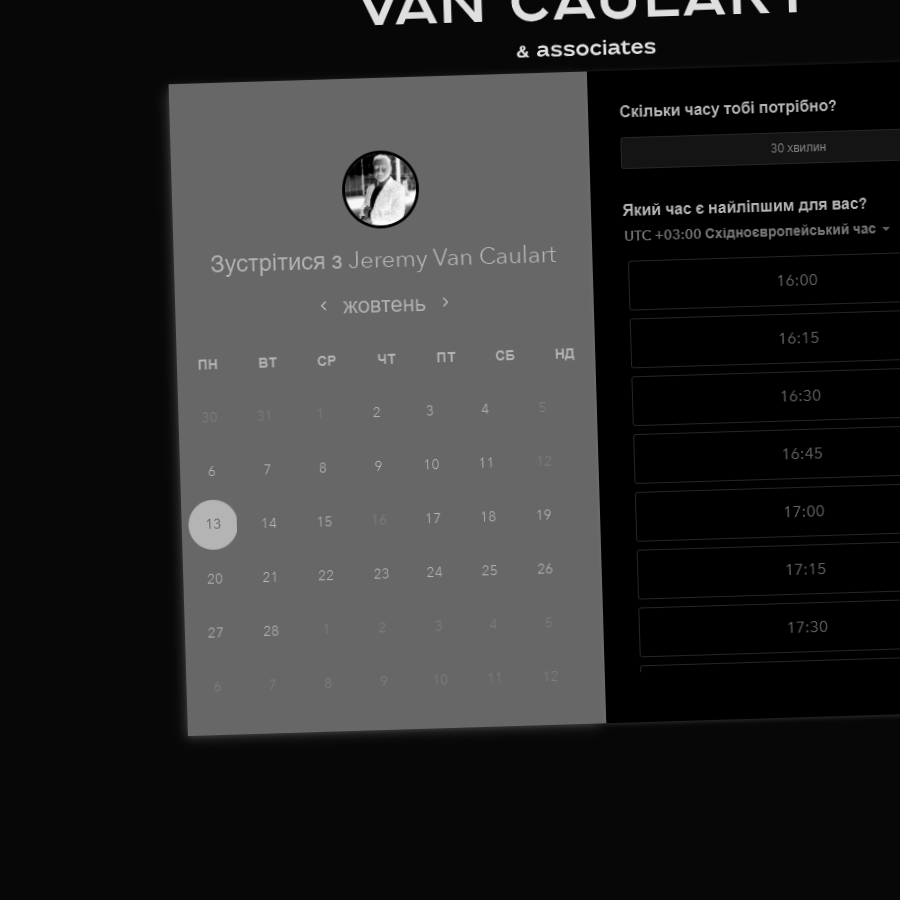 VAN CAULART
& associates
Зустрітися з Jeremy Van Caulart
жовтень
ПН ВТ СР ЧТ ПТ СБ НД
30 31 1 2 3 4 5
6 7 8 9 10 11 12
13 14 15 16 17 18 19
20 21 22 23 24 25 26
27 28 1 2 3 4 5
6 7 8 9 10 11 12
Скільки часу тобі потрібно?
30 хвилин
Який час є найліпшим для вас?
UTC +03:00 Східноєвропейський час
16:00
16:15
16:30
16:45
17:00
17:15
17:30